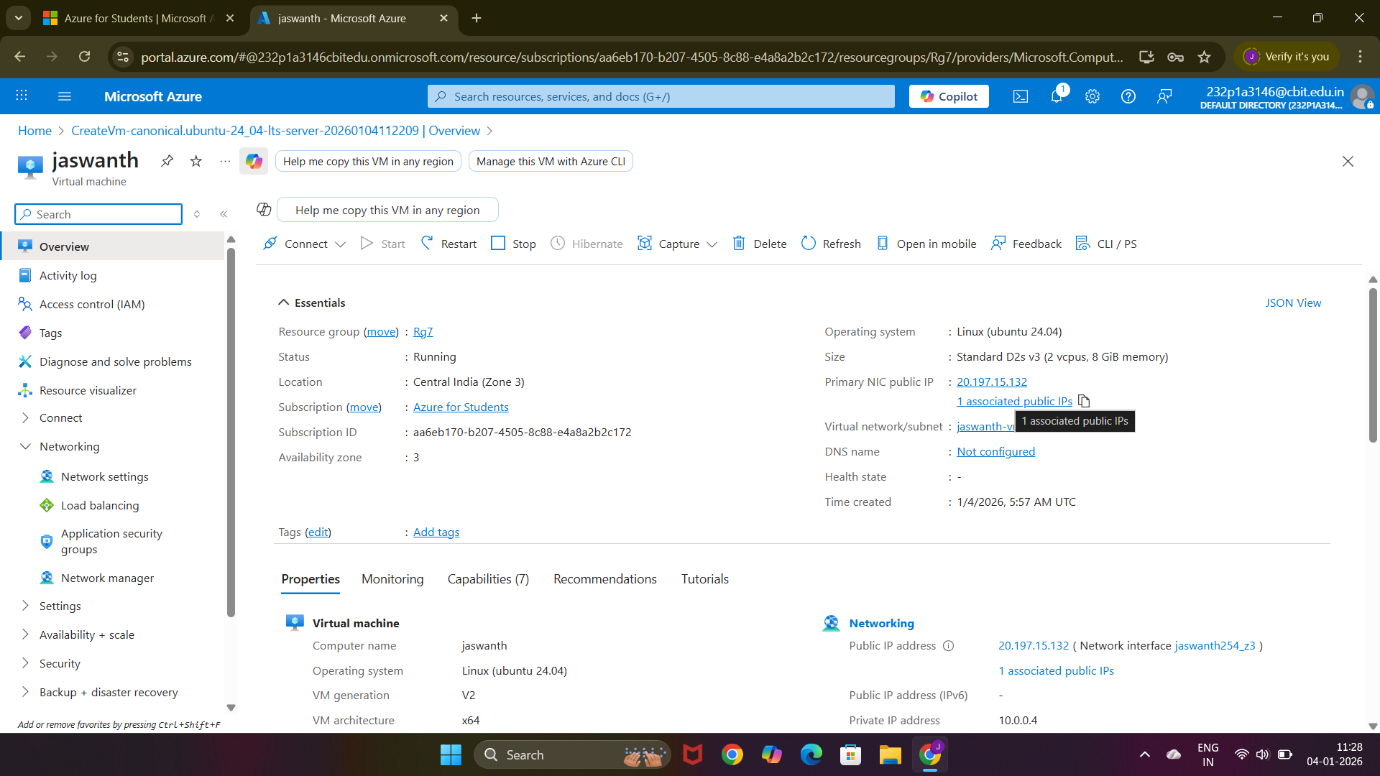 Azure for Students | Microsoft A
jaswanth - Microsoft Azure
portal.azure.com/#@232p1a3146cbitedu.onmicrosoft.com/resource/subscriptions/aa6eb170-b207-4505-8c88-e4a8a2b2c172/resourcegroups/Rg7/providers/Microsoft.Comput...
J Verify it's you
Microsoft Azure
Search resources, services, and docs (G+/)
Copilot
1
232p1a3146@cbit.edu.in
DEFAULT DIRECTORY (232P1A314...
Home > CreateVm-canonical.ubuntu-24_04-lts-server-20260104112209 | Overview >
jaswanth
Virtual machine
Help me copy this VM in any region
Manage this VM with Azure CLI
Search
Help me copy this VM in any region
Connect
Start
Restart
Stop
Hibernate
Capture
Delete
Refresh
Open in mobile
Feedback
CLI / PS
Overview
Activity log
Access control (IAM)
Tags
Diagnose and solve problems
Resource visualizer
Connect
Networking
Network settings
Load balancing
Application security
groups
Network manager
Settings
Availability + scale
Security
Backup + disaster recovery
Add or remove favorites by pressing Ctrl+Shift+F
Essentials
JSON View
Resource group (move) : Rg7
Status : Running
Location : Central India (Zone 3)
Subscription (move) : Azure for Students
Subscription ID : aa6eb170-b207-4505-8c88-e4a8a2b2c172
Availability zone : 3
Tags (edit) : Add tags
Operating system : Linux (ubuntu 24.04)
Size : Standard D2s v3 (2 vcpus, 8 GiB memory)
Primary NIC public IP : 20.197.15.132
1 associated public IPs
1 associated public IPs
Virtual network/subnet : jaswanth-v
DNS name : Not configured
Health state : -
Time created : 1/4/2026, 5:57 AM UTC
Properties
Monitoring
Capabilities (7)
Recommendations
Tutorials
Virtual machine
Computer name jaswanth
Operating system Linux (ubuntu 24.04)
VM generation V2
VM architecture x64
Networking
Public IP address 20.197.15.132 ( Network interface jaswanth254_z3 )
1 associated public IPs
Public IP address (IPv6) -
Private IP address 10.0.0.4
Search
J
ENG
IN
11:28
04-01-2026